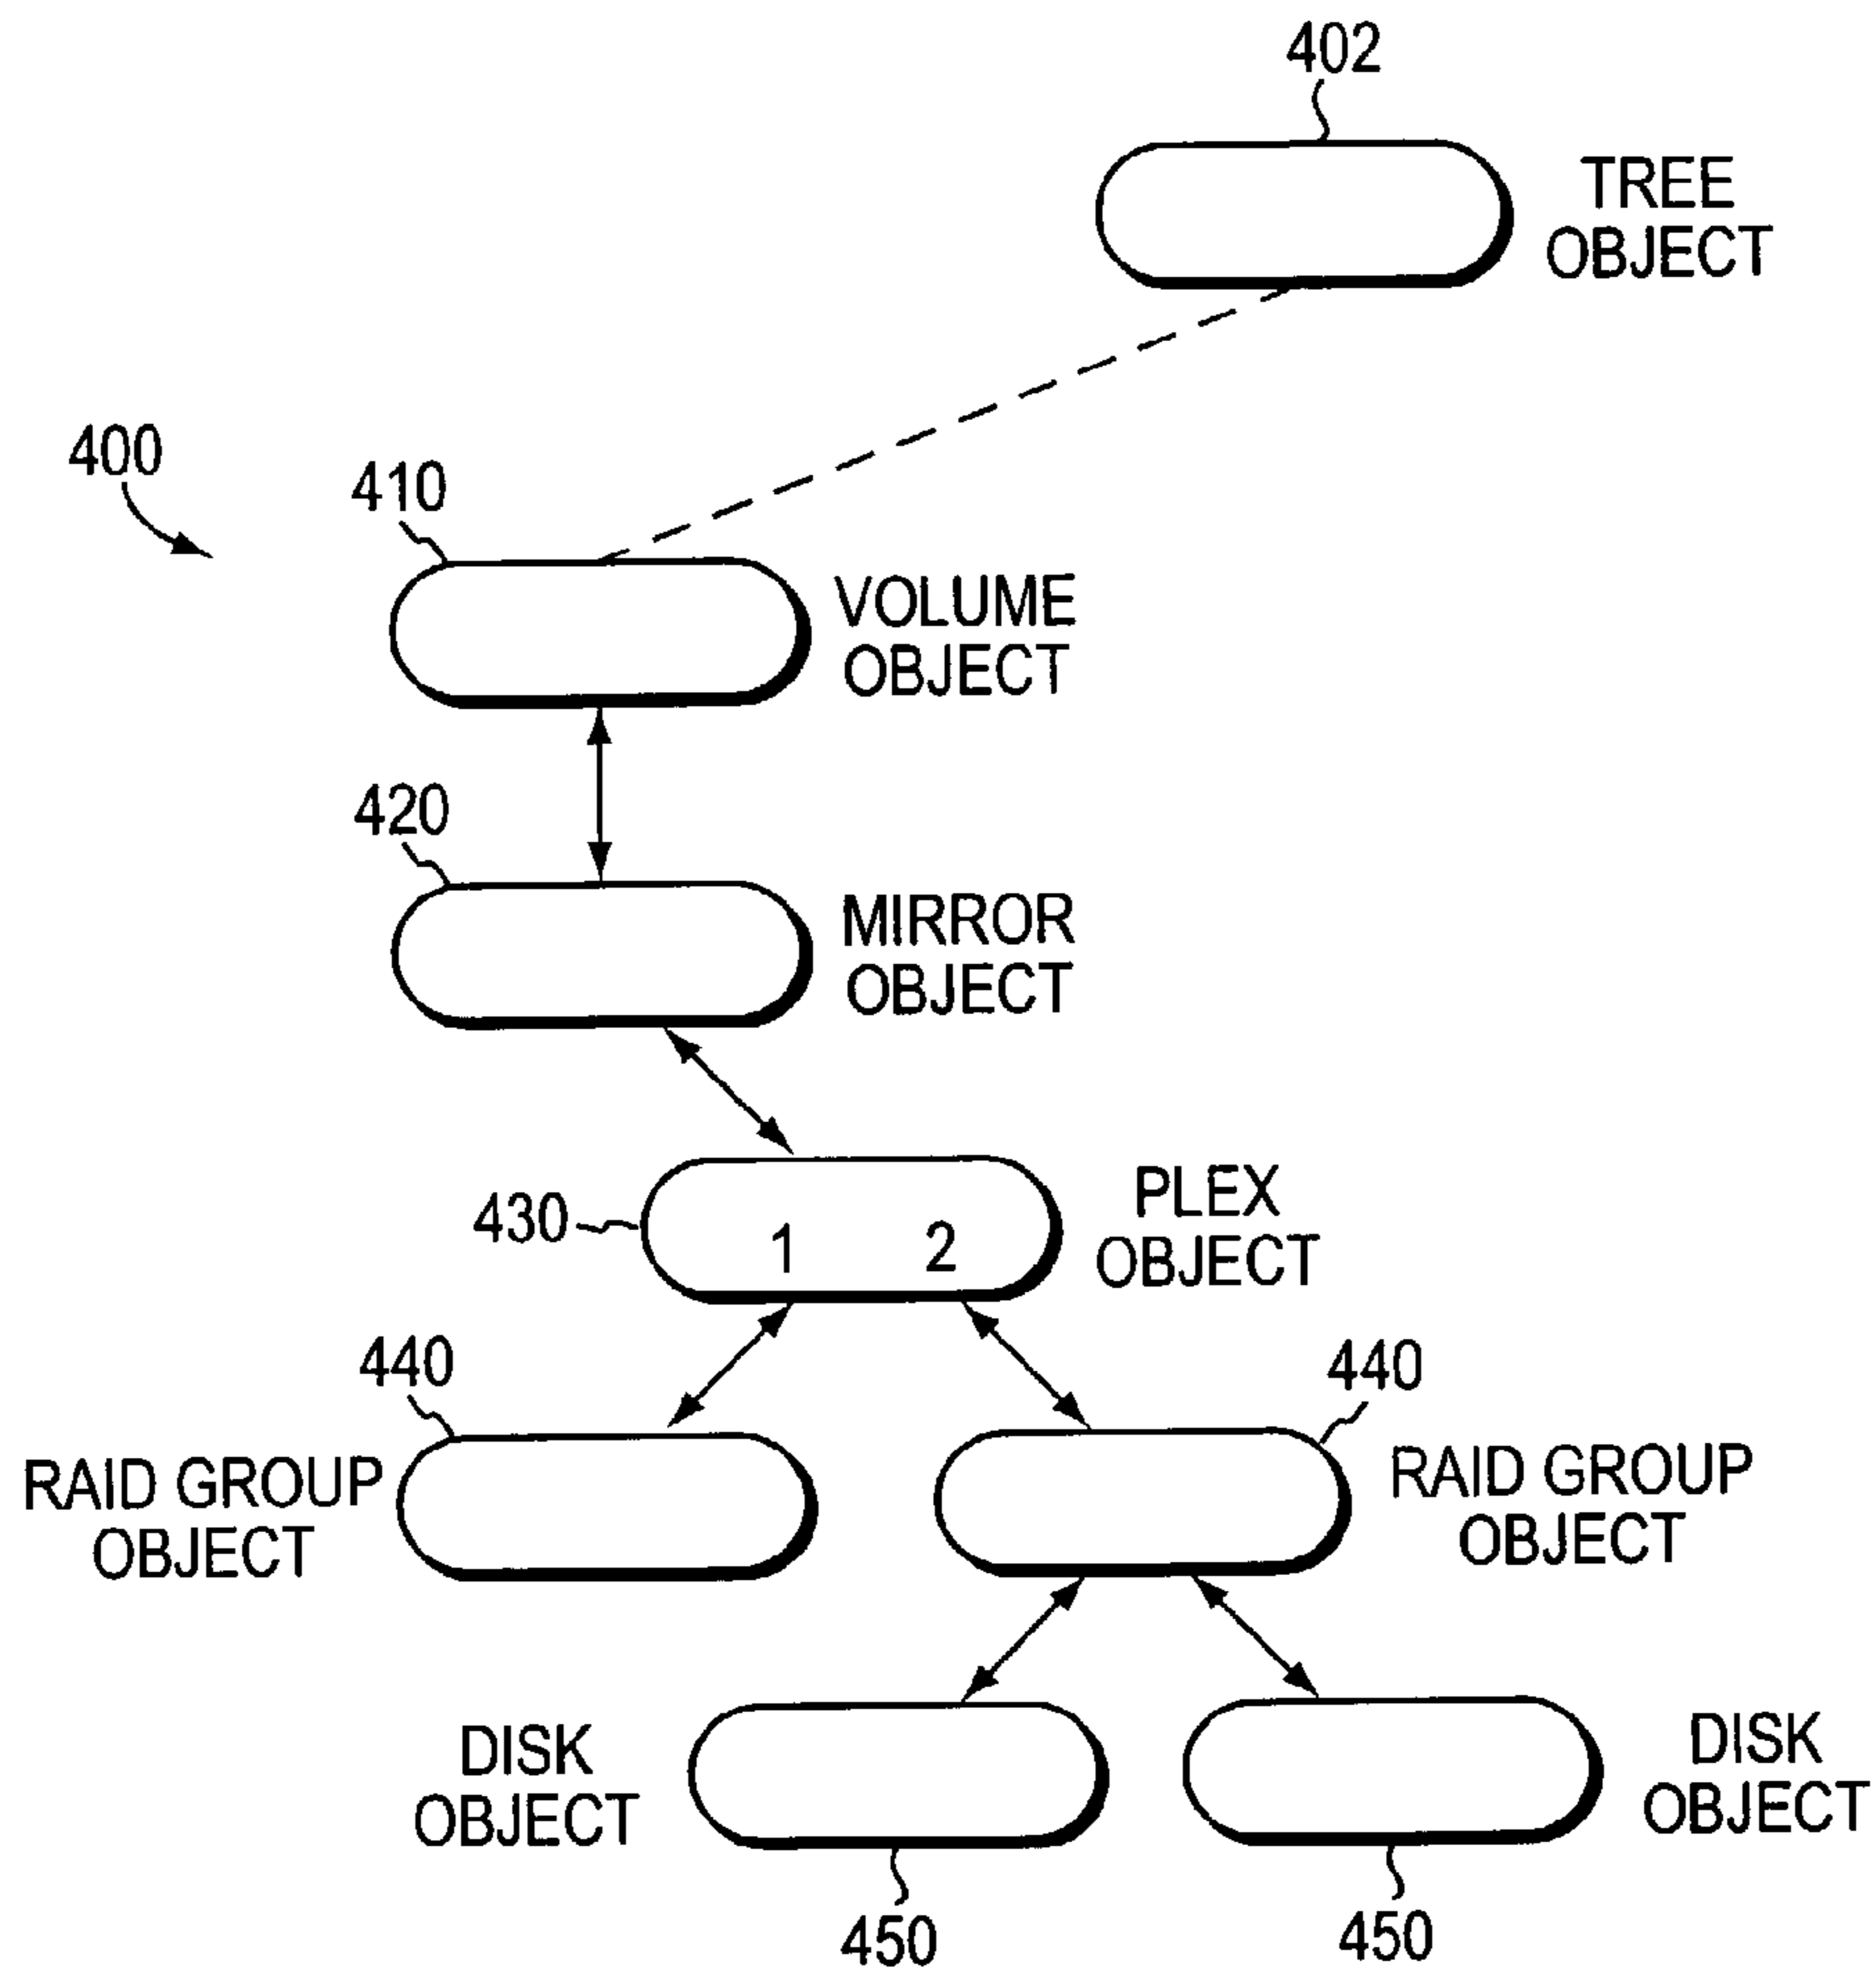 402
TREE
OBJECT
400
410
VOLUME
OBJECT
420
MIRROR
OBJECT
430
1 2
PLEX
OBJECT
440
RAID GROUP
OBJECT
440
RAID GROUP
OBJECT
DISK
OBJECT
450
DISK
OBJECT
450